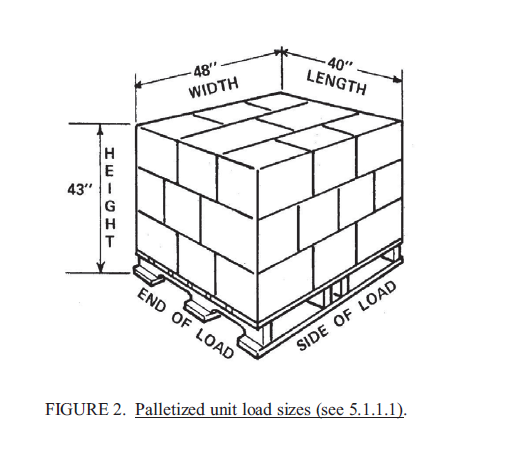 48"
WIDTH
40"
LENGTH
43"
HEIGHT
END OF LOAD
SIDE OF LOAD
FIGURE 2. Palletized unit load sizes (see 5.1.1.1).